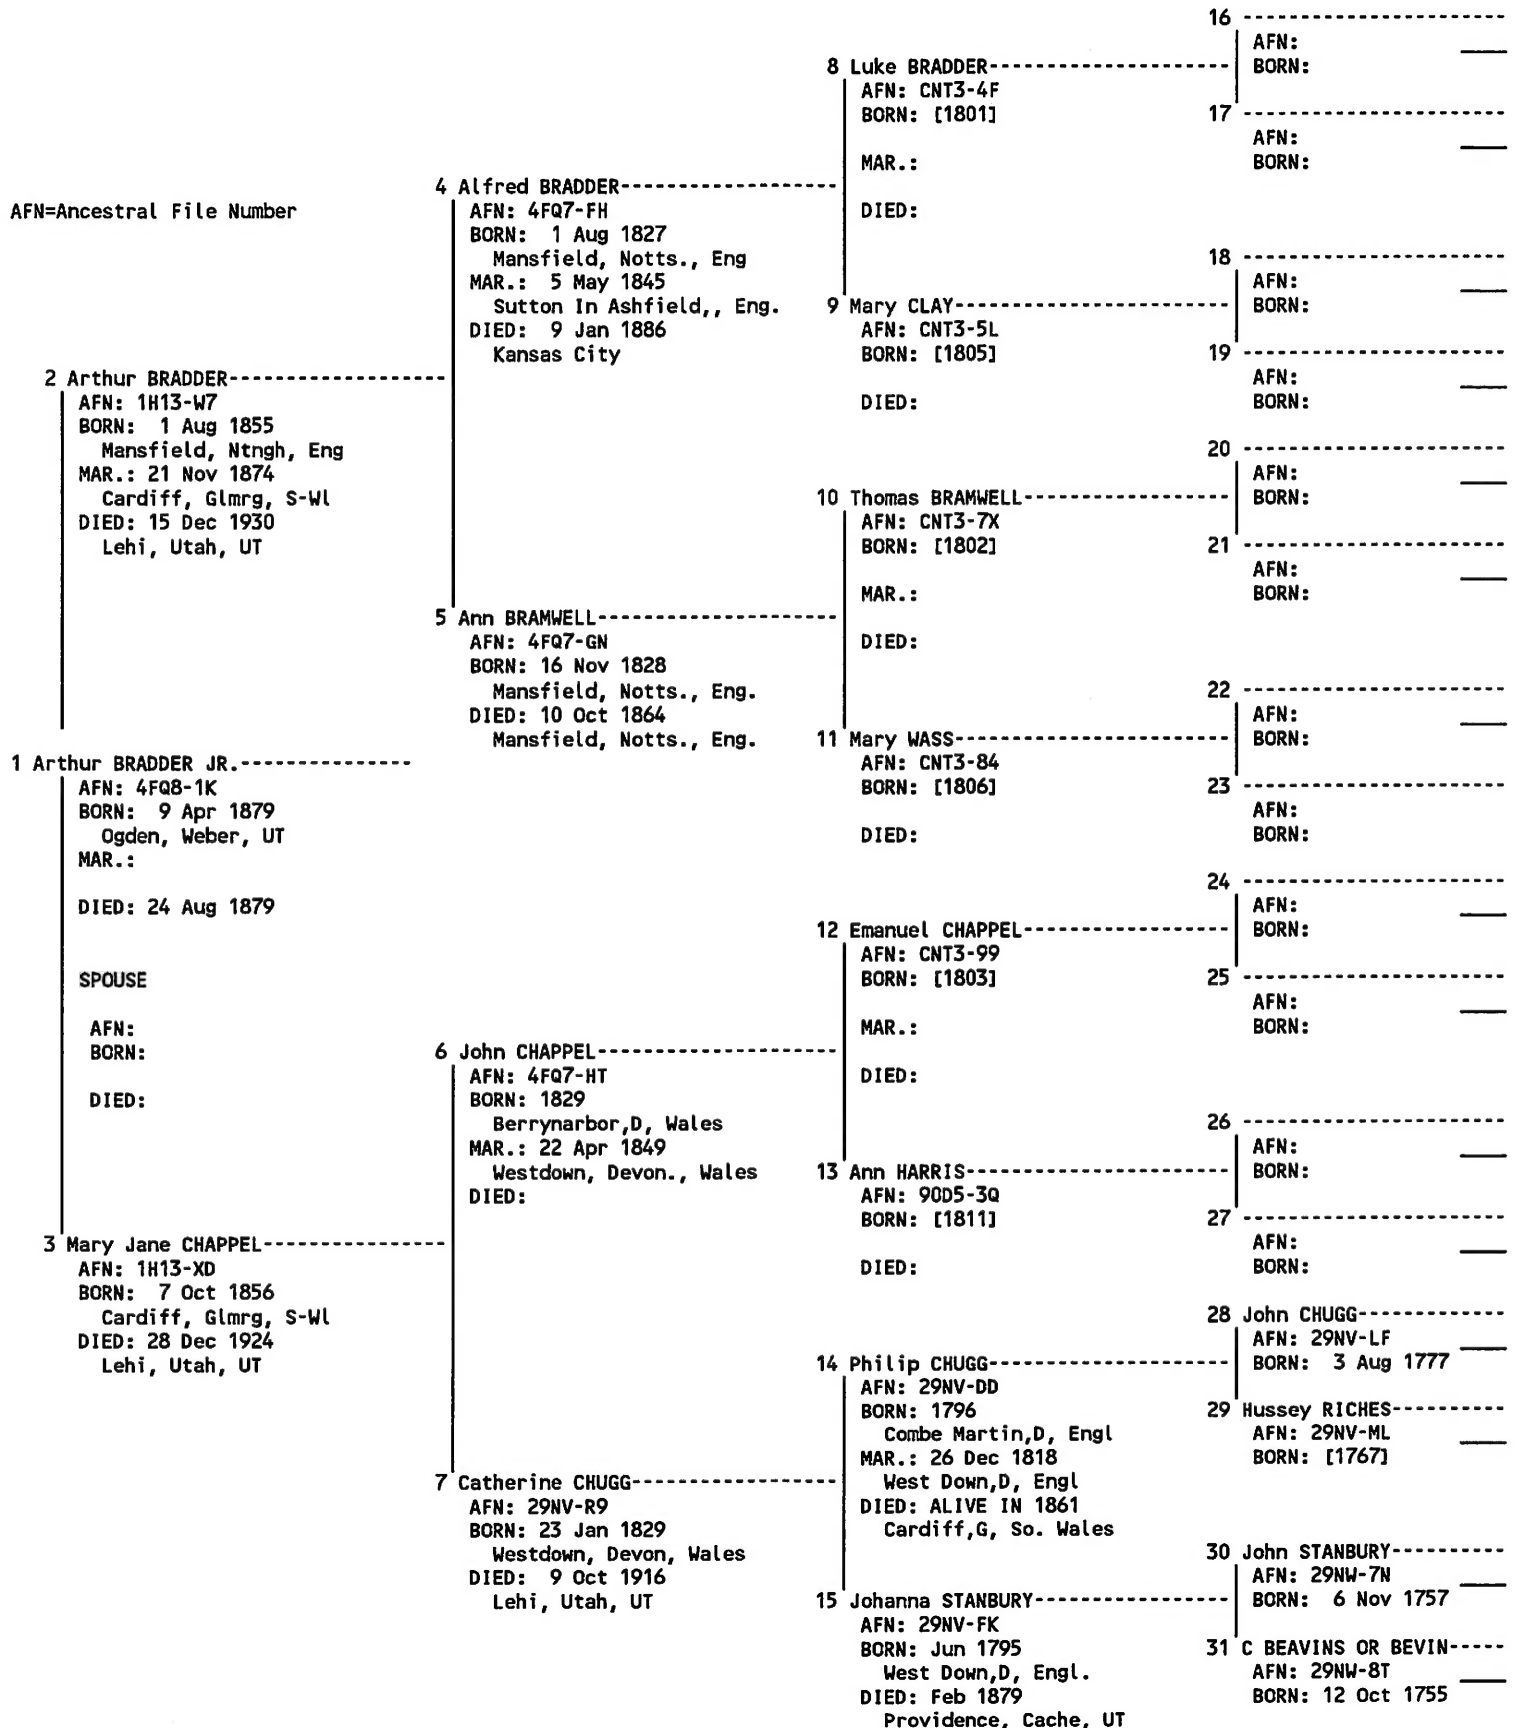 AFN=Ancestral File Number
1 Arthur BRADDER JR.
AFN: 4FQ8-1K
BORN: 9 Apr 1879
Ogden, Weber, UT
MAR.:
DIED: 24 Aug 1879
SPOUSE
AFN:
BORN:
DIED:
2 Arthur BRADDER
AFN: 1H13-W7
BORN: 1 Aug 1855
Mansfield, Ntngh, Eng
MAR.: 21 Nov 1874
Cardiff, Glmrg, S-Wl
DIED: 15 Dec 1930
Lehi, Utah, UT
3 Mary Jane CHAPPEL
AFN: 1H13-XD
BORN: 7 Oct 1856
Cardiff, Glmrg, S-Wl
DIED: 28 Dec 1924
Lehi, Utah, UT
4 Alfred BRADDER
AFN: 4FQ7-FH
BORN: 1 Aug 1827
Mansfield, Notts., Eng
MAR.: 5 May 1845
Sutton In Ashfield,, Eng.
DIED: 9 Jan 1886
Kansas City
5 Ann BRAMWELL
AFN: 4FQ7-GN
BORN: 16 Nov 1828
Mansfield, Notts., Eng.
DIED: 10 Oct 1864
Mansfield, Notts., Eng.
6 John CHAPPEL
AFN: 4FQ7-HT
BORN: 1829
Berrynarbor,D, Wales
MAR.: 22 Apr 1849
Westdown, Devon., Wales
DIED:
7 Catherine CHUGG
AFN: 29NV-R9
BORN: 23 Jan 1829
Westdown, Devon, Wales
DIED: 9 Oct 1916
Lehi, Utah, UT
8 Luke BRADDER
AFN: CNT3-4F
BORN: [1801]
MAR.:
DIED:
9 Mary CLAY
AFN: CNT3-5L
BORN: [1805]
DIED:
10 Thomas BRAMWELL
AFN: CNT3-7X
BORN: [1802]
MAR.:
DIED:
11 Mary WASS
AFN: CNT3-84
BORN: [1806]
DIED:
12 Emanuel CHAPPEL
AFN: CNT3-99
BORN: [1803]
MAR.:
DIED:
13 Ann HARRIS
AFN: 90D5-3Q
BORN: [1811]
DIED:
14 Philip CHUGG
AFN: 29NV-DD
BORN: 1796
Combe Martin,D, Engl
MAR.: 26 Dec 1818
West Down,D, Engl
DIED: ALIVE IN 1861
Cardiff,G, So. Wales
15 Johanna STANBURY
AFN: 29NV-FK
BORN: Jun 1795
West Down,D, Engl.
DIED: Feb 1879
Providence, Cache, UT
16
AFN:
BORN:
17
AFN:
BORN:
18
AFN:
BORN:
19
AFN:
BORN:
20
AFN:
BORN:
21
AFN:
BORN:
22
AFN:
BORN:
23
AFN:
BORN:
24
AFN:
BORN:
25
AFN:
BORN:
26
AFN:
BORN:
27
AFN:
BORN:
28 John CHUGG
AFN: 29NV-LF
BORN: 3 Aug 1777
29 Hussey RICHES
AFN: 29NV-ML
BORN: [1767]
30 John STANBURY
AFN: 29NW-7N
BORN: 6 Nov 1757
31 C BEAVINS OR BEVIN
AFN: 29NW-8T
BORN: 12 Oct 1755